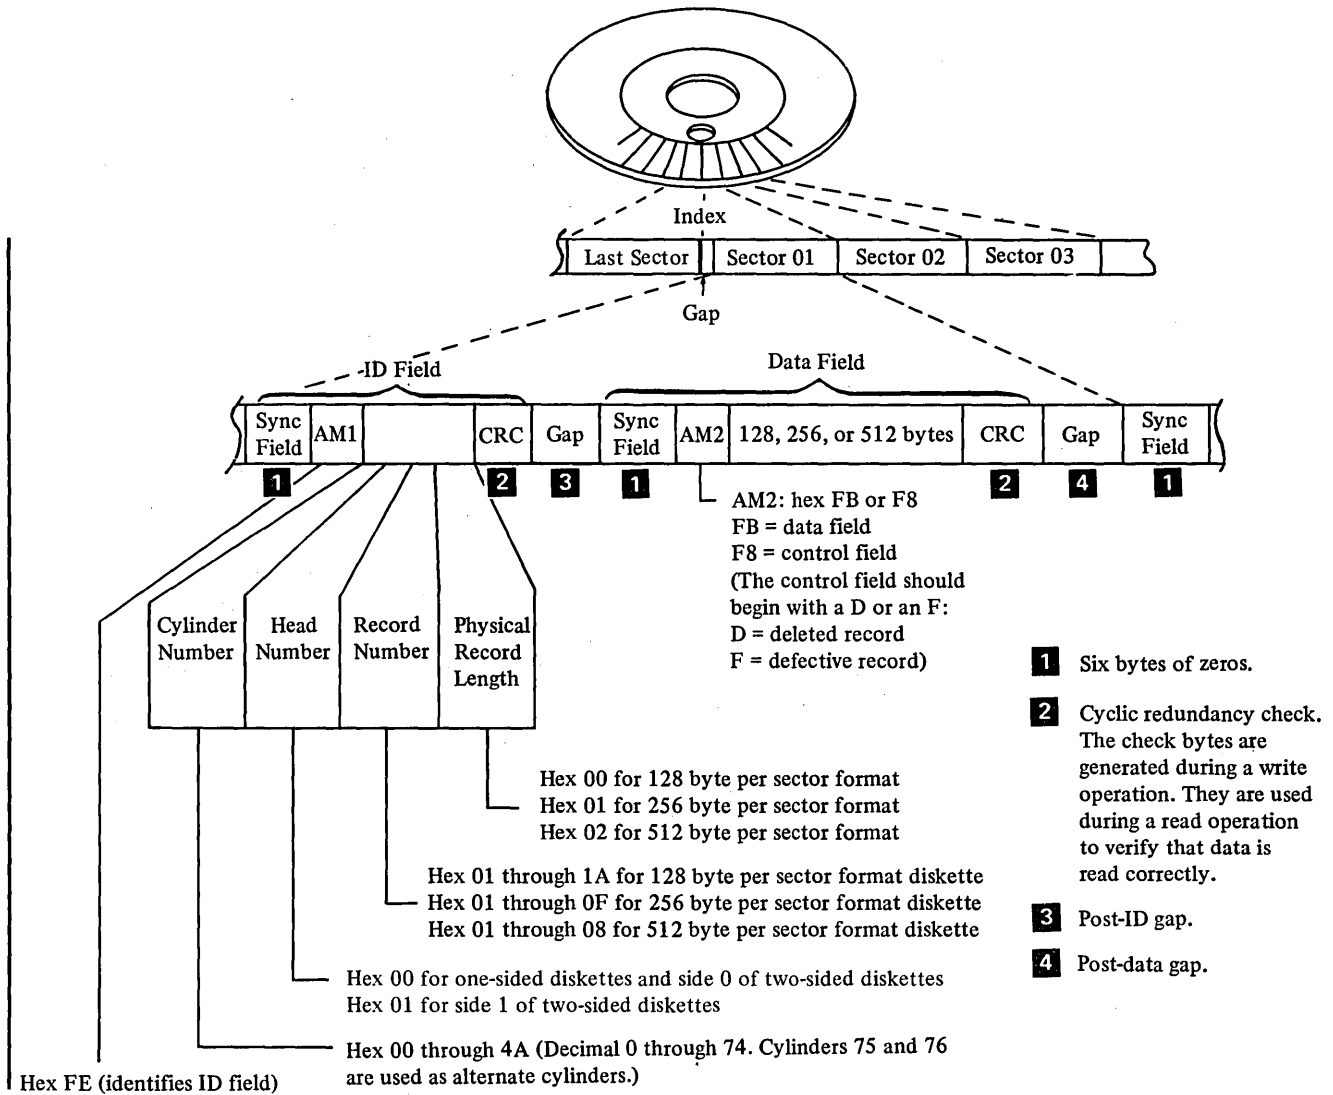 Index
Last Sector
Sector 01
Sector 02
Sector 03
Gap
ID Field
Data Field
Sync
Field
AM1
CRC
Gap
Sync
Field
AM2
128, 256, or 512 bytes
CRC
Gap
Sync
Field
1
2
3
1
2
4
1
AM2: hex FB or F8
FB = data field
F8 = control field
(The control field should
begin with a D or an F:
D = deleted record
F = defective record)
Cylinder
Number
Head
Number
Record
Number
Physical
Record
Length
1 Six bytes of zeros.
2 Cyclic redundancy check.
The check bytes are
generated during a write
operation. They are used
during a read operation
to verify that data is
read correctly.
3 Post-ID gap.
4 Post-data gap.
Hex 00 for 128 byte per sector format
Hex 01 for 256 byte per sector format
Hex 02 for 512 byte per sector format
Hex 01 through 1A for 128 byte per sector format diskette
Hex 01 through 0F for 256 byte per sector format diskette
Hex 01 through 08 for 512 byte per sector format diskette
Hex 00 for one-sided diskettes and side 0 of two-sided diskettes
Hex 01 for side 1 of two-sided diskettes
Hex 00 through 4A (Decimal 0 through 74. Cylinders 75 and 76
are used as alternate cylinders.)
Hex FE (identifies ID field)